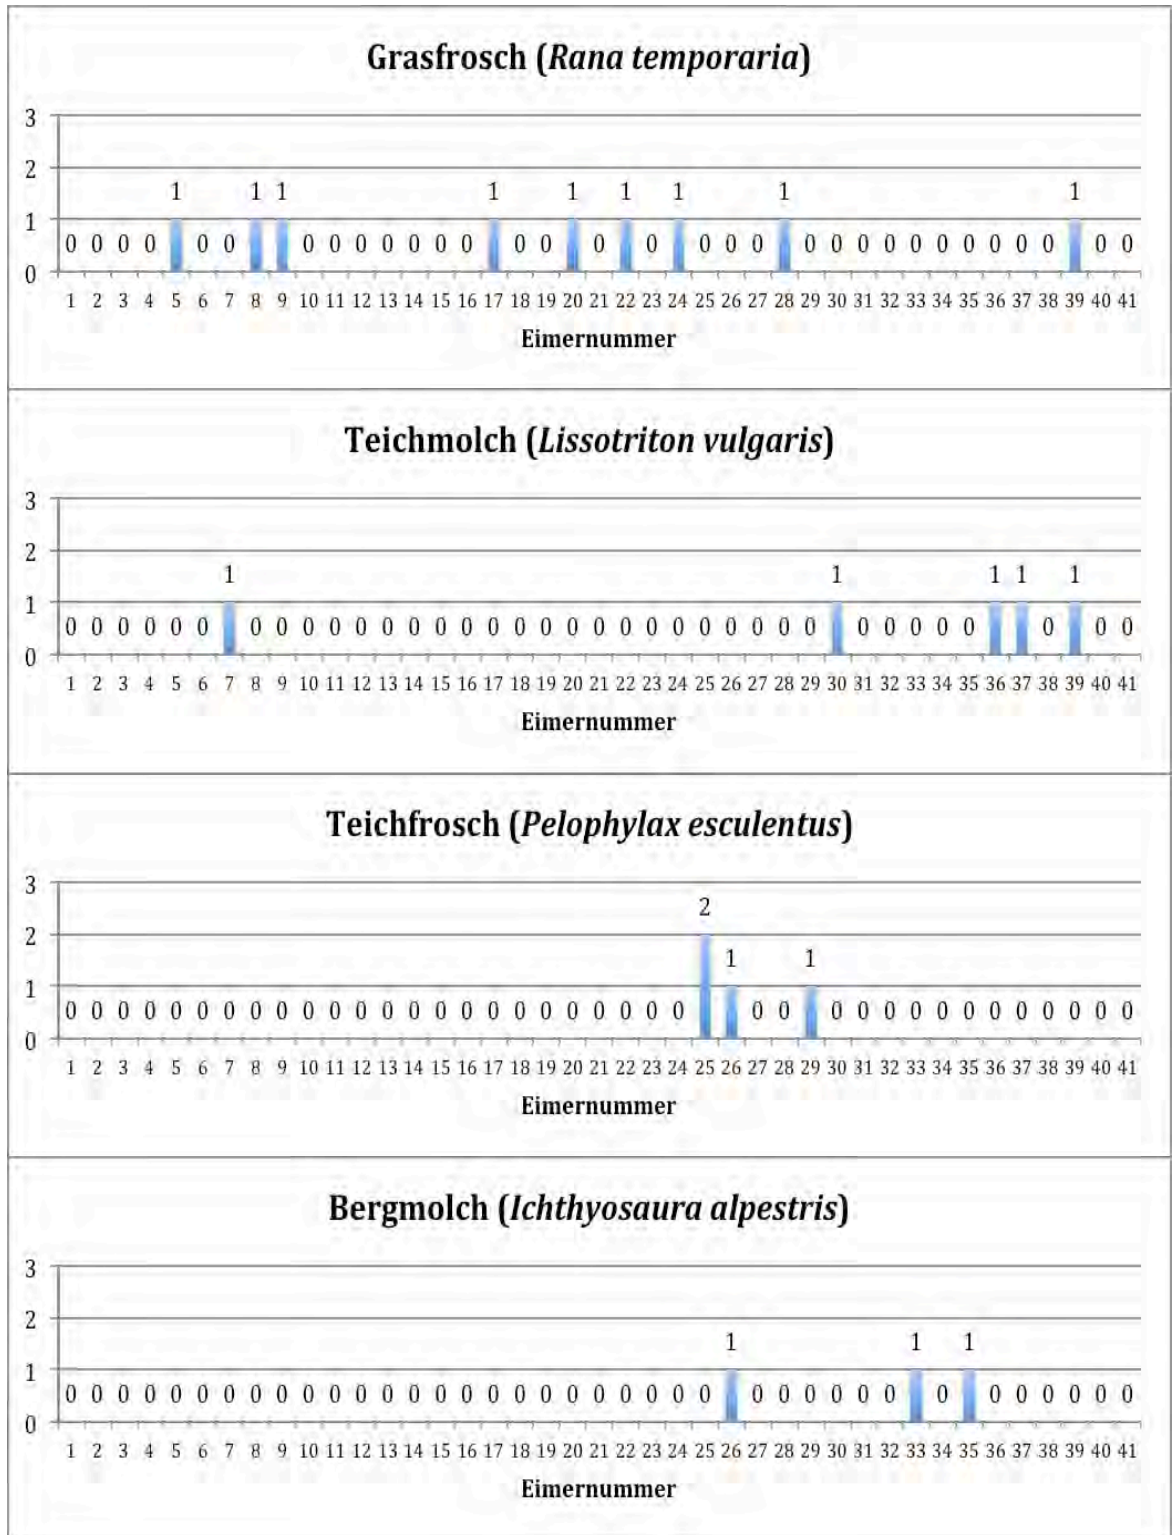 Grasfrosch (Rana temporaria)
3
2
1 1 1 1 1 1 1 1 1
1
0 0 0 0 0 0 0 0 0 0 0 0 0 0 0 0 0 0 0 0 0 0 0 0 0 0 0 0 0 0 0 0
0
1 2 3 4 5 6 7 8 9 10 11 12 13 14 15 16 17 18 19 20 21 22 23 24 25 26 27 28 29 30 31 32 33 34 35 36 37 38 39 40 41
Eimernummer
Teichmolch (Lissotriton vulgaris)
3
2
1 1 1 1 1
1
0 0 0 0 0 0 0 0 0 0 0 0 0 0 0 0 0 0 0 0 0 0 0 0 0 0 0 0 0 0 0 0 0 0 0 0
0
1 2 3 4 5 6 7 8 9 10 11 12 13 14 15 16 17 18 19 20 21 22 23 24 25 26 27 28 29 30 31 32 33 34 35 36 37 38 39 40 41
Eimernummer
Teichfrosch (Pelophylax esculentus)
3
2
2
1 1
1
0 0 0 0 0 0 0 0 0 0 0 0 0 0 0 0 0 0 0 0 0 0 0 0 0 0 0 0 0 0 0 0 0 0 0 0 0 0
0
1 2 3 4 5 6 7 8 9 10 11 12 13 14 15 16 17 18 19 20 21 22 23 24 25 26 27 28 29 30 31 32 33 34 35 36 37 38 39 40 41
Eimernummer
Bergmolch (Ichthyosaura alpestris)
3
2
1 1 1
1
0 0 0 0 0 0 0 0 0 0 0 0 0 0 0 0 0 0 0 0 0 0 0 0 0 0 0 0 0 0 0 0 0 0 0 0 0 0
0
1 2 3 4 5 6 7 8 9 10 11 12 13 14 15 16 17 18 19 20 21 22 23 24 25 26 27 28 29 30 31 32 33 34 35 36 37 38 39 40 41
Eimernummer